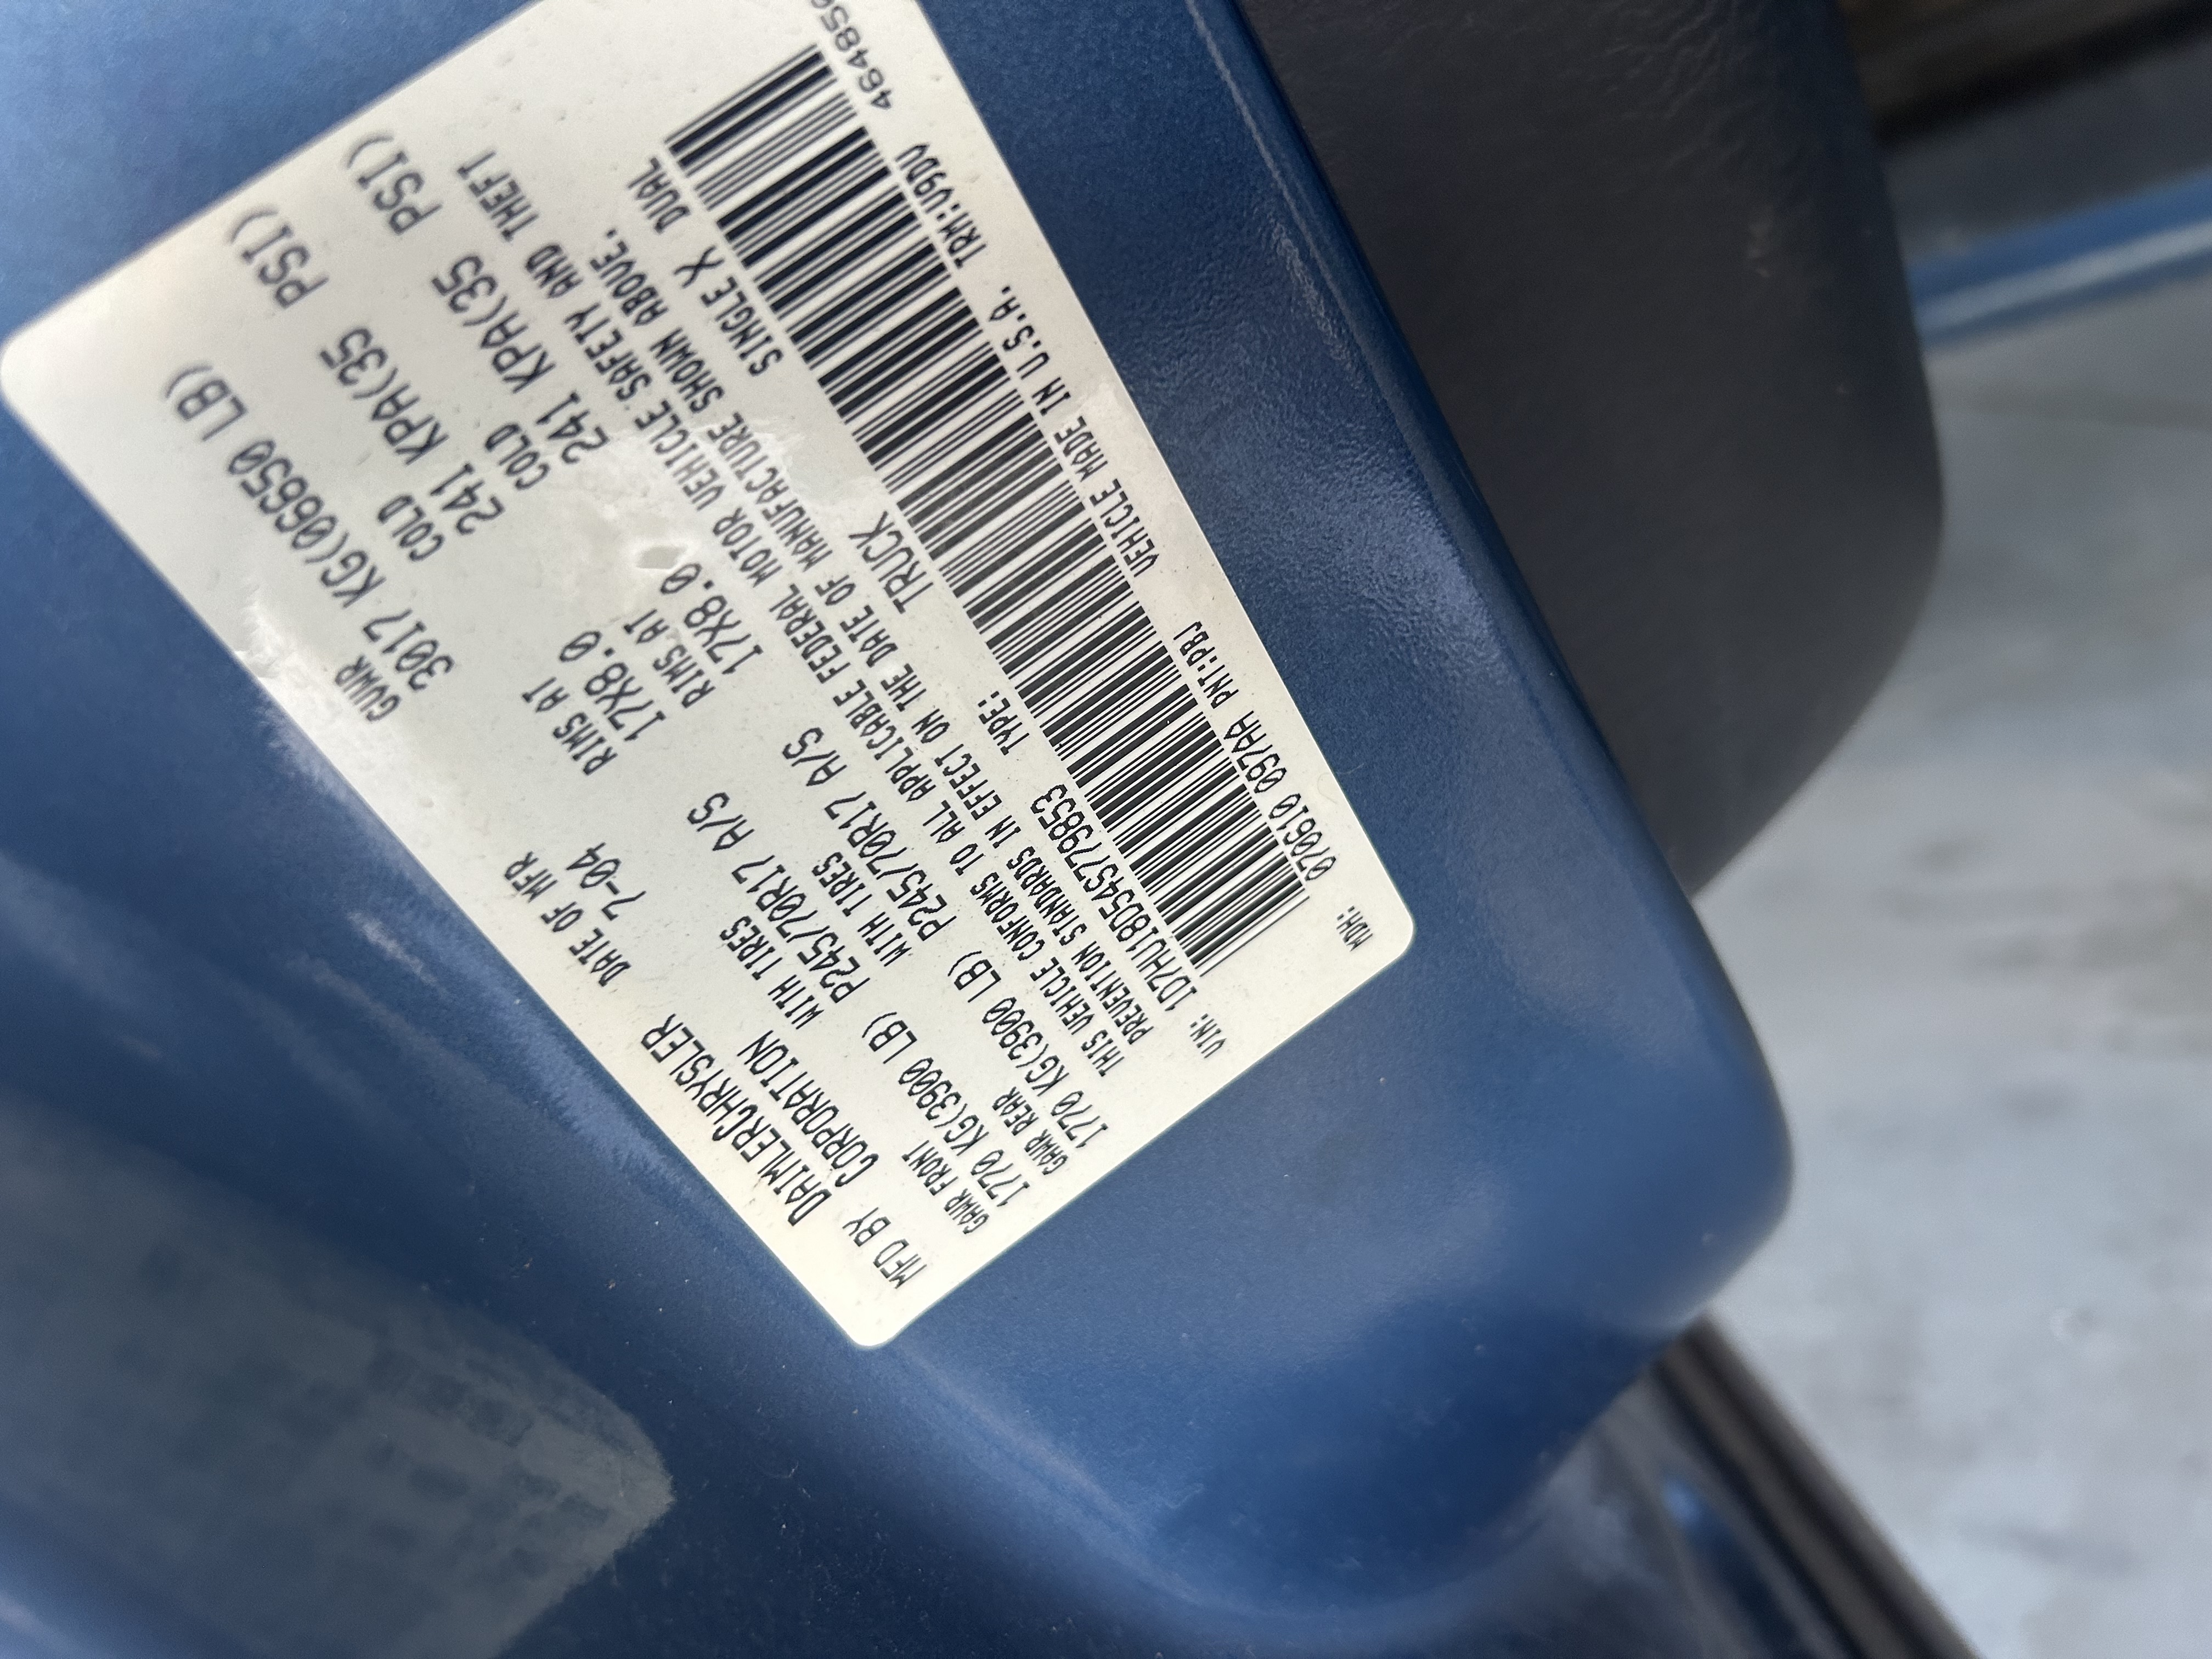 MFD BY DAIMLERCHRYSLER CORPORATION DATE OF MFR 7-04 GVWR 3017 KG(06650 LB)
GAWR FRONT WITH TIRES RIMS AT COLD
1770 KG(3900 LB) P245/70R17 A/S 17X8.0 241 KPA(35 PSI)
GAWR REAR WITH TIRES RIMS AT COLD
1770 KG(3900 LB) P245/70R17 A/S 17X8.0 241 KPA(35 PSI)
THIS VEHICLE CONFORMS TO ALL APPLICABLE FEDERAL MOTOR VEHICLE SAFETY AND THEFT
PREVENTION STANDARDS IN EFFECT ON THE DATE OF MANUFACTURE SHOWN ABOVE.
VIN: 1D7HU18D54S779853 TYPE: TRUCK SINGLE X DUAL
MDH: 070610 097AA PNT:PBJ VEHICLE MADE IN U.S.A. TRM:V9DV